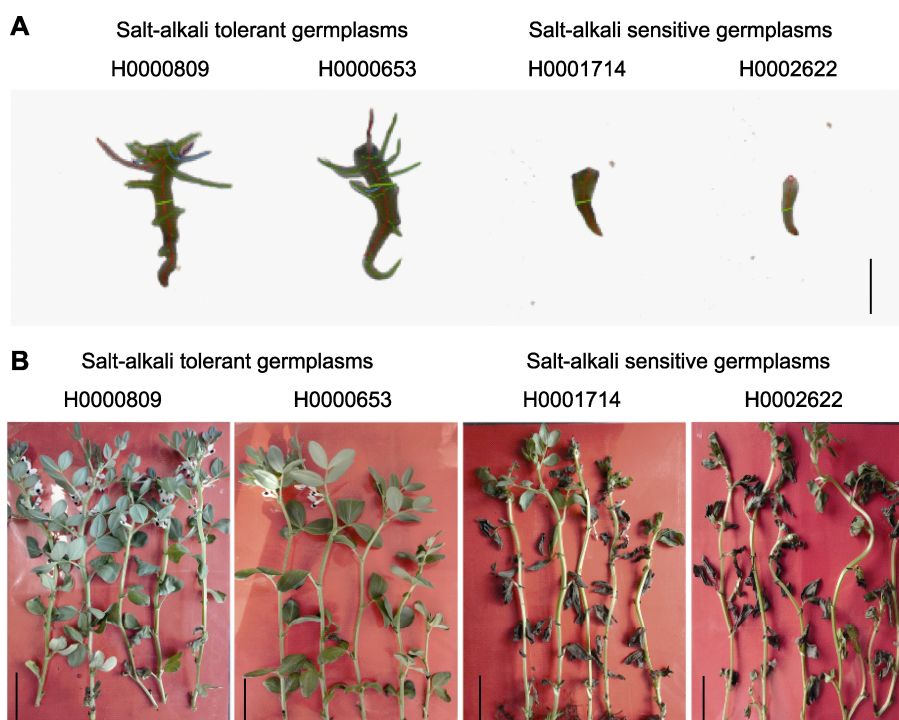 A
Salt-alkali tolerant germplasms Salt-alkali sensitive germplasms
H0000809 H0000653 H0001714 H0002622
B
Salt-alkali tolerant germplasms Salt-alkali sensitive germplasms
H0000809 H0000653 H0001714 H0002622